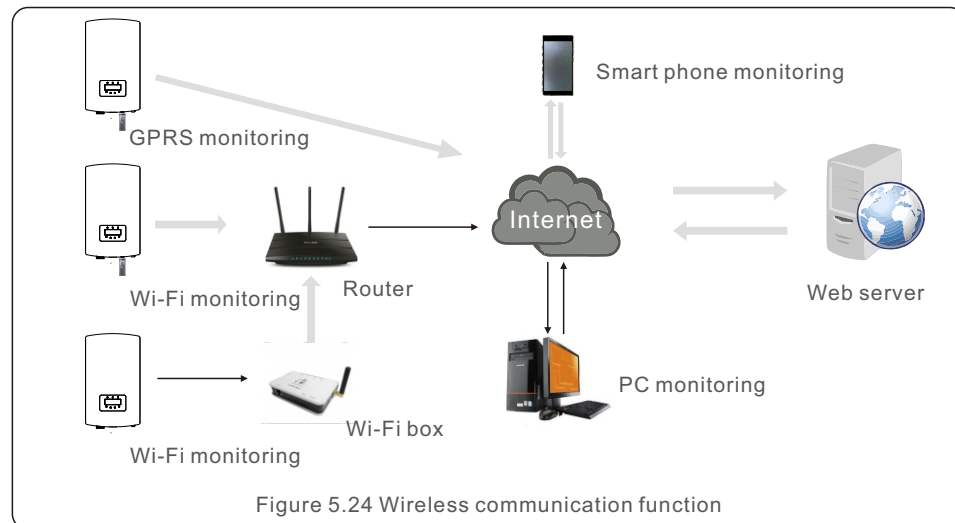 Smart phone monitoring
GPRS monitoring
Internet
Wi-Fi monitoring
Router
Web server
PC monitoring
Wi-Fi box
Wi-Fi monitoring
Figure 5.24 Wireless communication function